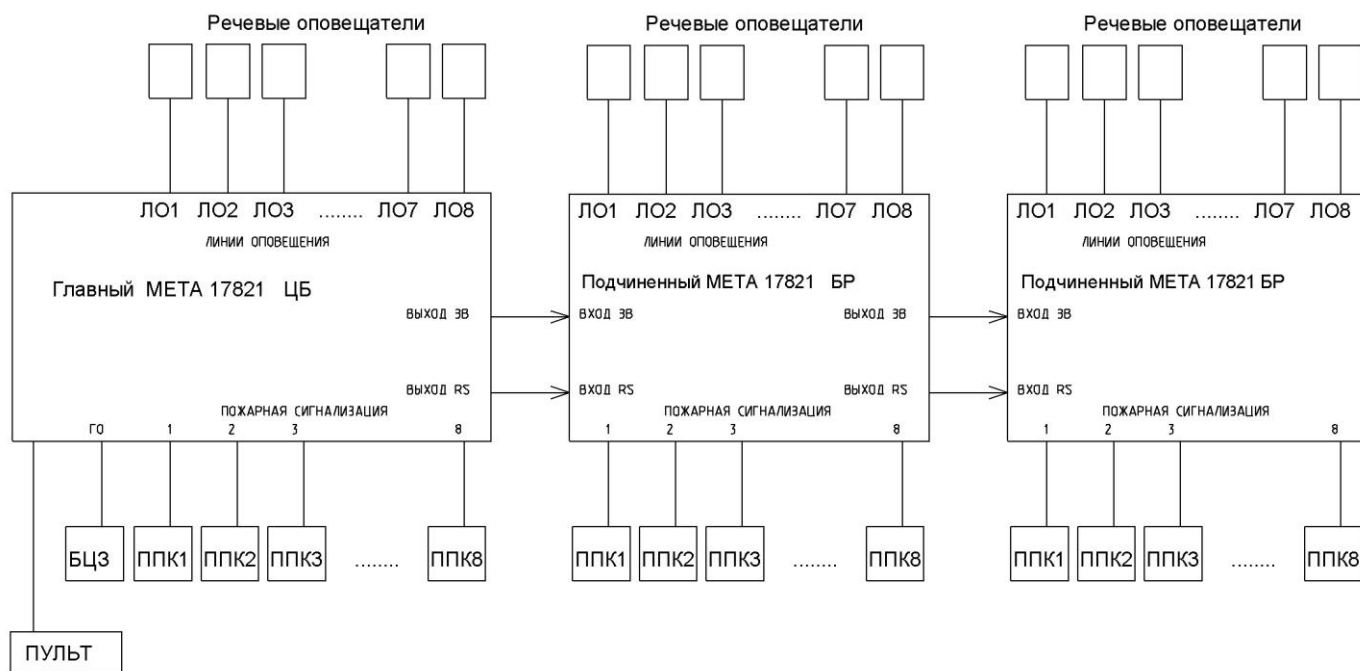 Речевые оповещатели
Речевые оповещатели
Речевые оповещатели
ЛО1 ЛО2 ЛО3 ........ ЛО7 ЛО8
ЛИНИИ ОПОВЕЩЕНИЯ
Главный МЕТА 17821 ЦБ
ВЫХОД ЗВ
ВЫХОД RS
ПОЖАРНАЯ СИГНАЛИЗАЦИЯ
ГО 1 2 3 8
ЛО1 ЛО2 ЛО3 ........ ЛО7 ЛО8
ЛИНИИ ОПОВЕЩЕНИЯ
Подчиненный МЕТА 17821 БР
ВХОД ЗВ ВЫХОД ЗВ
ВХОД RS ВЫХОД RS
ПОЖАРНАЯ СИГНАЛИЗАЦИЯ
1 2 3 8
ЛО1 ЛО2 ЛО3 ........ ЛО7 ЛО8
ЛИНИИ ОПОВЕЩЕНИЯ
Подчиненный МЕТА 17821 БР
ВХОД ЗВ
ВХОД RS
ПОЖАРНАЯ СИГНАЛИЗАЦИЯ
1 2 3 8
БЦЗ ППК1 ППК2 ППК3 ........ ППК8
ППК1 ППК2 ППК3 ........ ППК8
ППК1 ППК2 ППК3 ........ ППК8
ПУЛЬТ